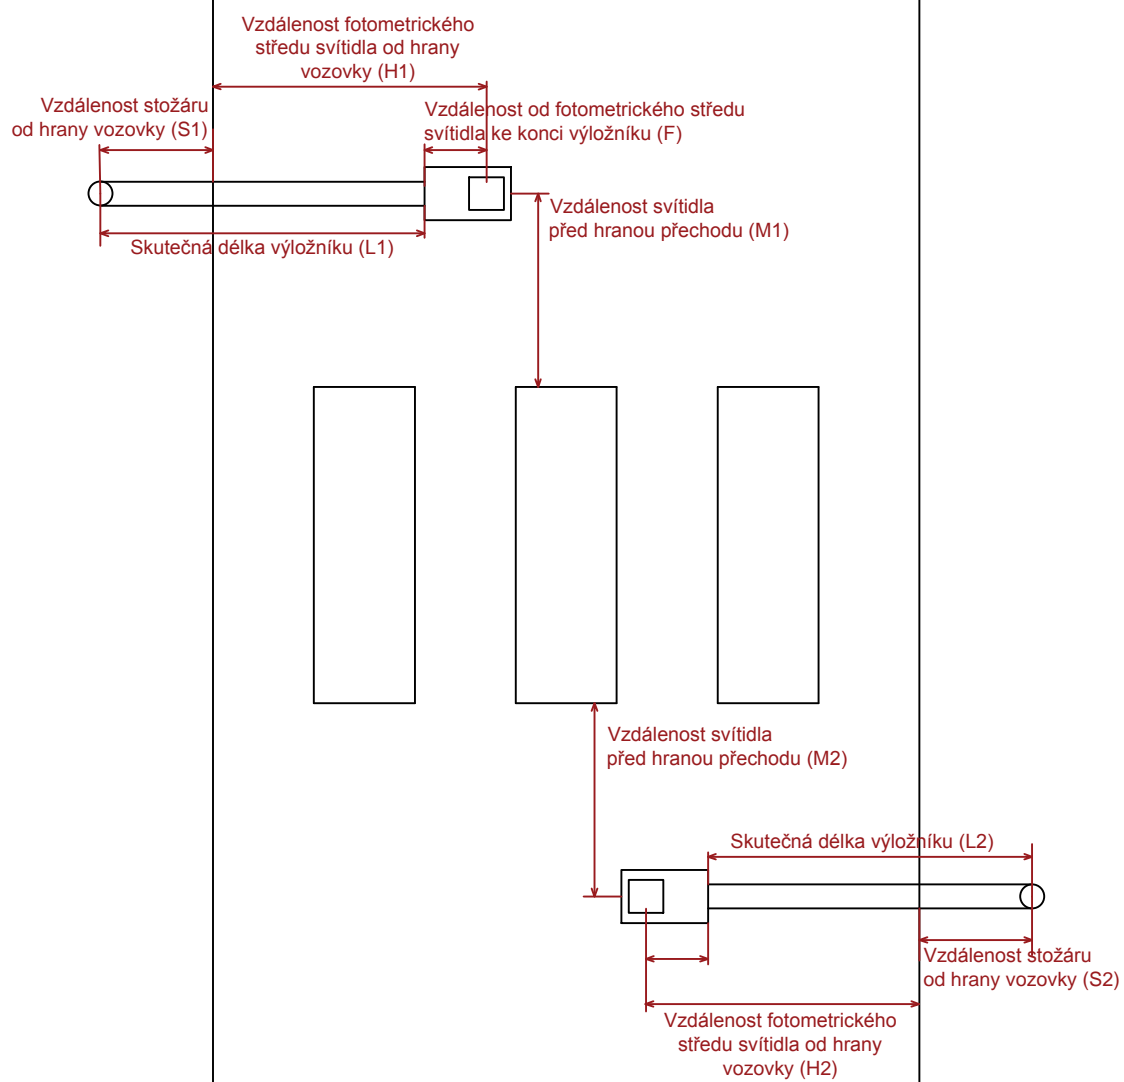 Vzdálenost fotometrického
středu svítidla od hrany
vozovky (H1)
Vzdálenost stožáru
od hrany vozovky (S1)
Vzdálenost od fotometrického středu
svítidla ke konci výložníku (F)
Vzdálenost svítidla
před hranou přechodu (M1)
Skutečná délka výložníku (L1)
Vzdálenost svítidla
před hranou přechodu (M2)
Skutečná délka výložníku (L2)
Vzdálenost stožáru
od hrany vozovky (S2)
Vzdálenost fotometrického
středu svítidla od hrany
vozovky (H2)